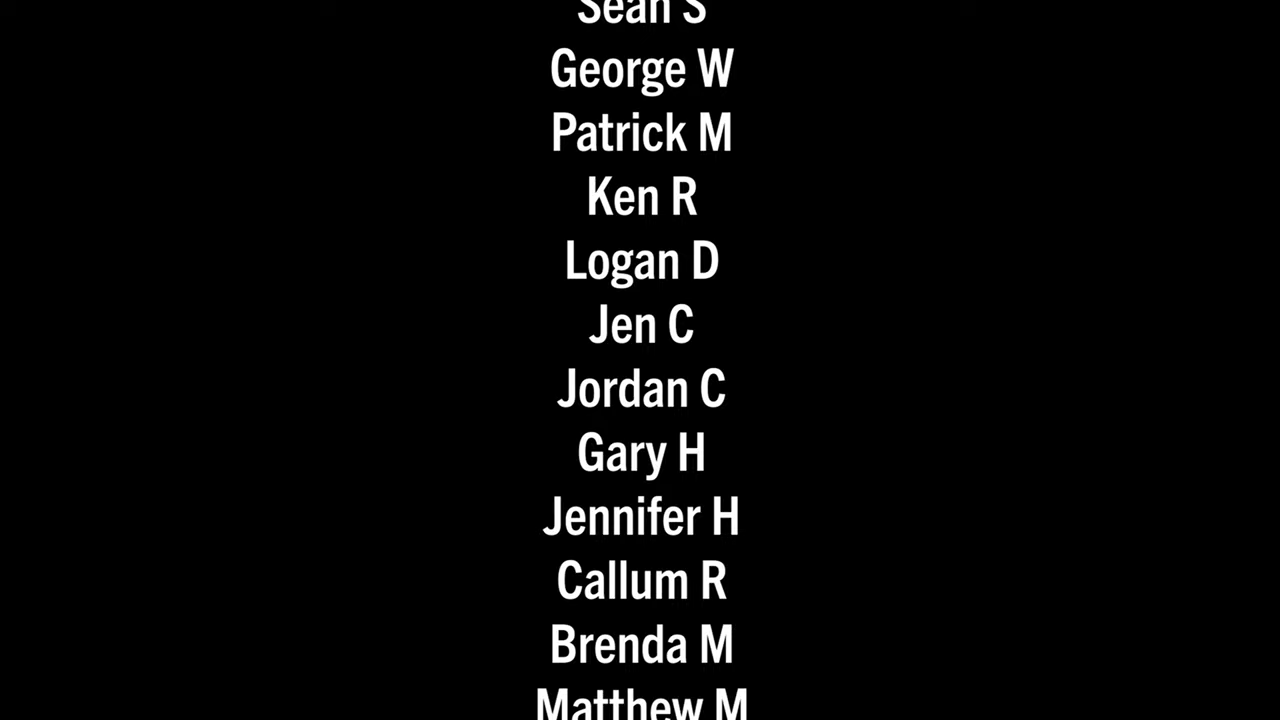 Sean S
George W
Patrick M
Ken R
Logan D
Jen C
Jordan C
Gary H
Jennifer H
Callum R
Brenda M
Matthew M